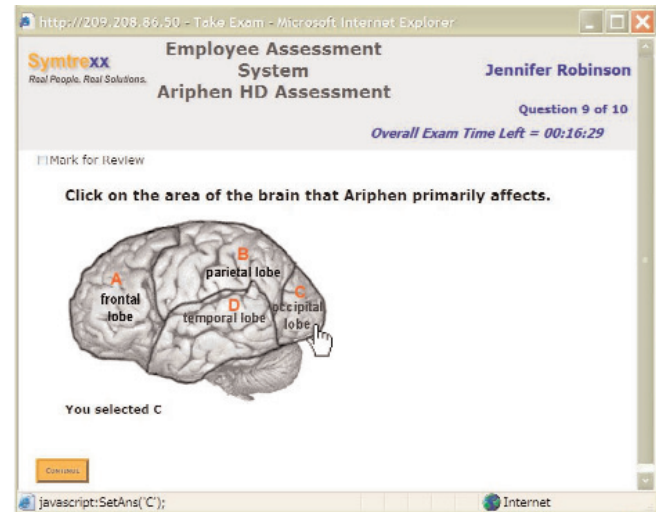 http://209.208.86.50 - Take Exam - Microsoft Internet Explorer
Symtrexx
Real People. Real Solutions.
Employee Assessment
System
Ariphen HD Assessment
Jennifer Robinson
Question 9 of 10
Overall Exam Time Left = 00:16:29
Mark for Review
Click on the area of the brain that Ariphen primarily affects.
A
frontal
lobe
B
parietal lobe
C
occipital
lobe
D
temporal lobe
You selected C
CONTINUE
javascript:SetAns('C');
Internet